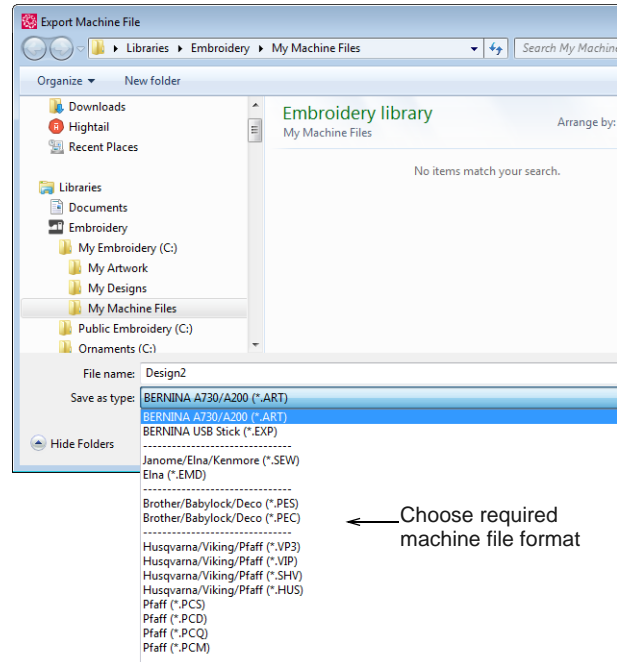 Export Machine File
Libraries Embroidery My Machine Files Search My Machine
Organize New folder
Downloads
Hightail
Recent Places
Libraries
Documents
Embroidery
My Embroidery (C:)
My Artwork
My Designs
My Machine Files
Public Embroidery (C:)
Ornaments (C:)
Embroidery library
My Machine Files
Arrange by:
No items match your search.
File name: Design2
Save as type: BERNINA A730/A200 (*.ART)
BERNINA A730/A200 (*.ART)
BERNINA USB Stick (*.EXP)
------------------------------
Janome/Elna/Kenmore (*.SEW)
Elna (*.EMD)
------------------------------
Brother/Babylock/Deco (*.PES)
Brother/Babylock/Deco (*.PEC)
------------------------------
Husqvarna/Viking/Pfaff (*.VP3)
Husqvarna/Viking/Pfaff (*.VIP)
Husqvarna/Viking/Pfaff (*.SHV)
Husqvarna/Viking/Pfaff (*.HUS)
Pfaff (*.PCS)
Pfaff (*.PCD)
Pfaff (*.PCQ)
Pfaff (*.PCM)
Hide Folders
Choose required
machine file format